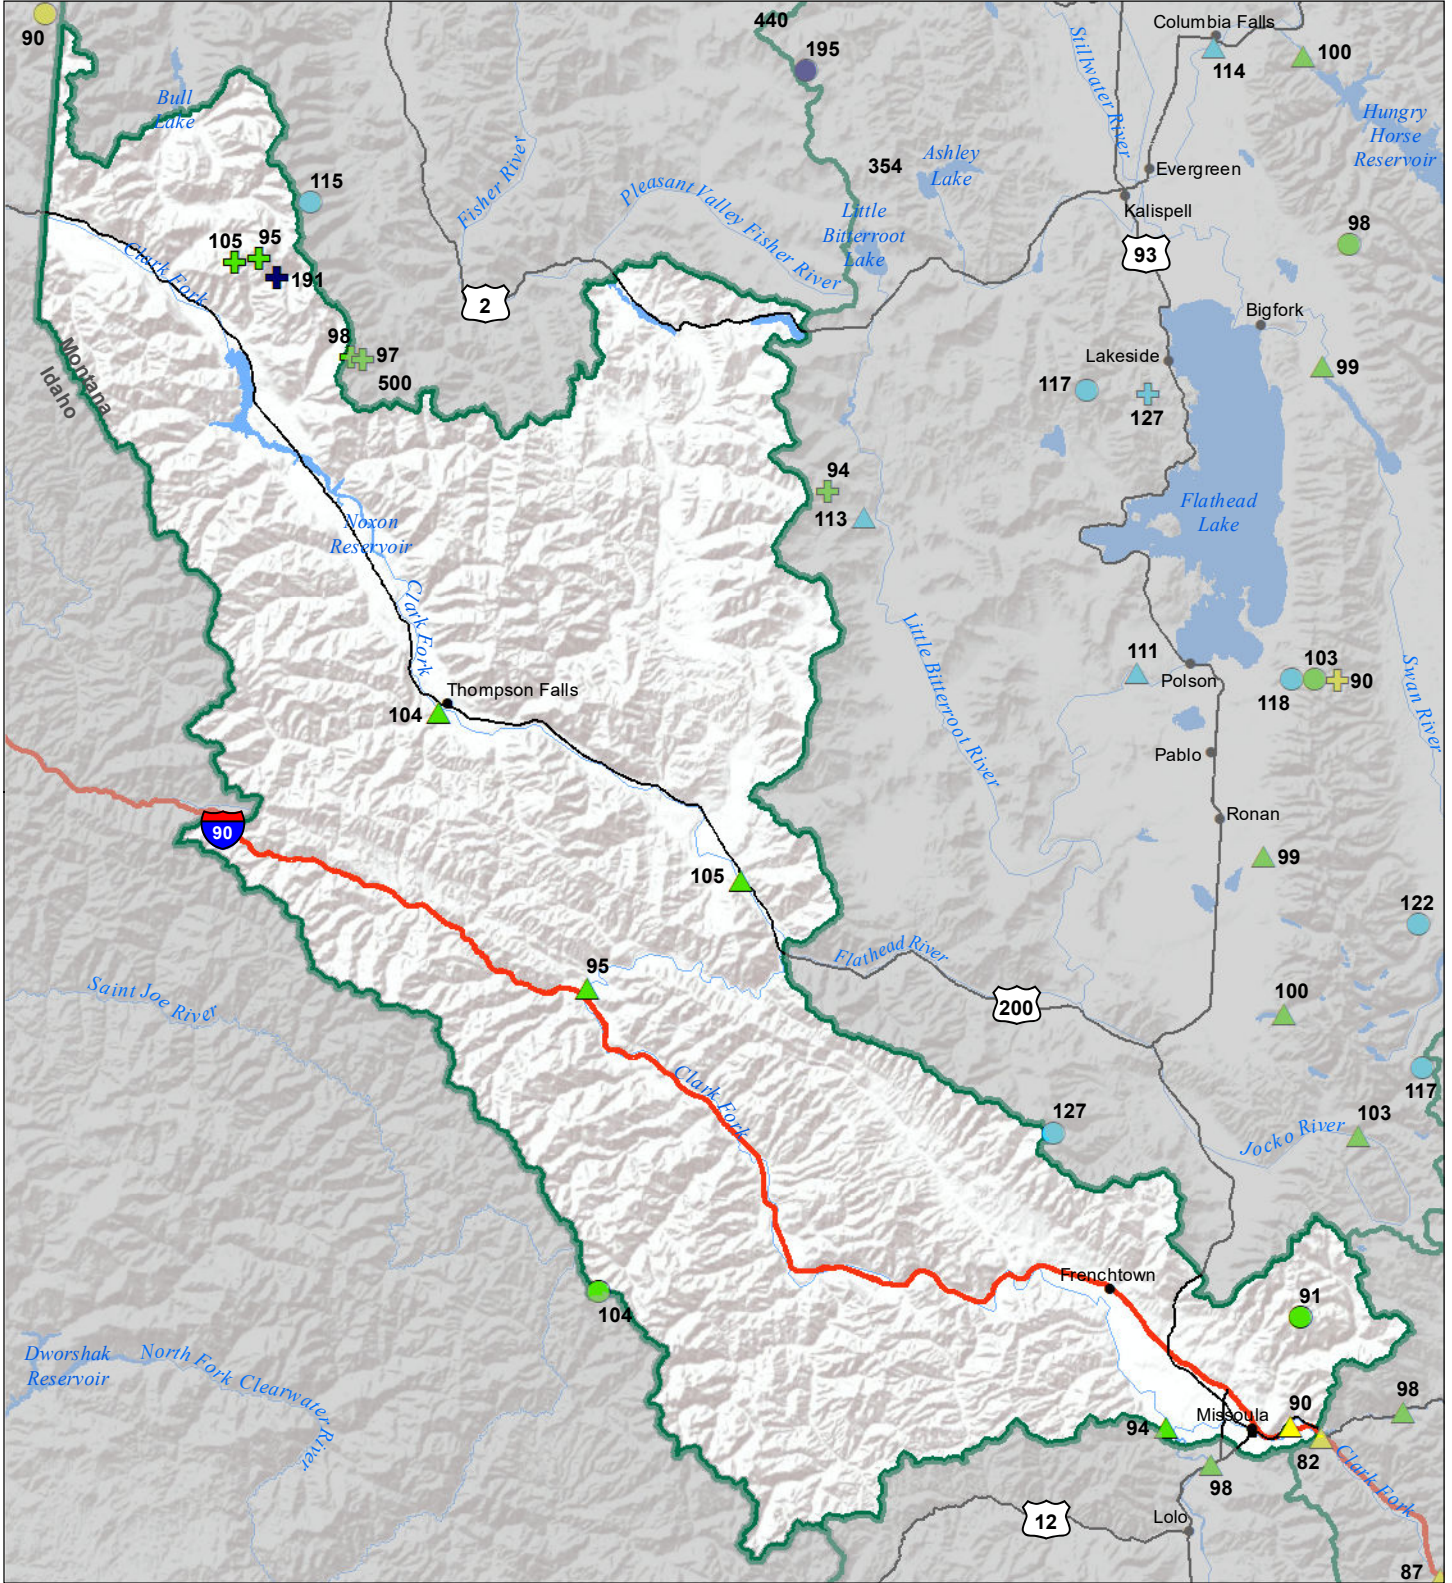 90
440
195
Columbia Falls
114
100
Stillwater River
Bull
Lake
Hungry
Horse
Reservoir
Fisher River
354
Ashley
Lake
Evergreen
115
Pleasant Valley Fisher River
Little
Bitterroot
Lake
Kalispell
98
105
95
191
Clark Fork
93
2
Bigfork
98
97
500
Montana
Idaho
Lakeside
99
117
127
94
113
Flathead
Lake
Noxon
Reservoir
Clark Fork
Little Bitterroot River
111
Polson
103
118
90
Swan River
Thompson Falls
104
Pablo
Ronan
90
99
105
122
Flathead River
95
Saint Joe River
200
100
117
Clark Fork
127
103
Jocko River
Frenchtown
104
91
Dworshak
Reservoir
North Fork Clearwater River
98
90
Missoula
94
82
98
Clark Fork
12
Lolo
87